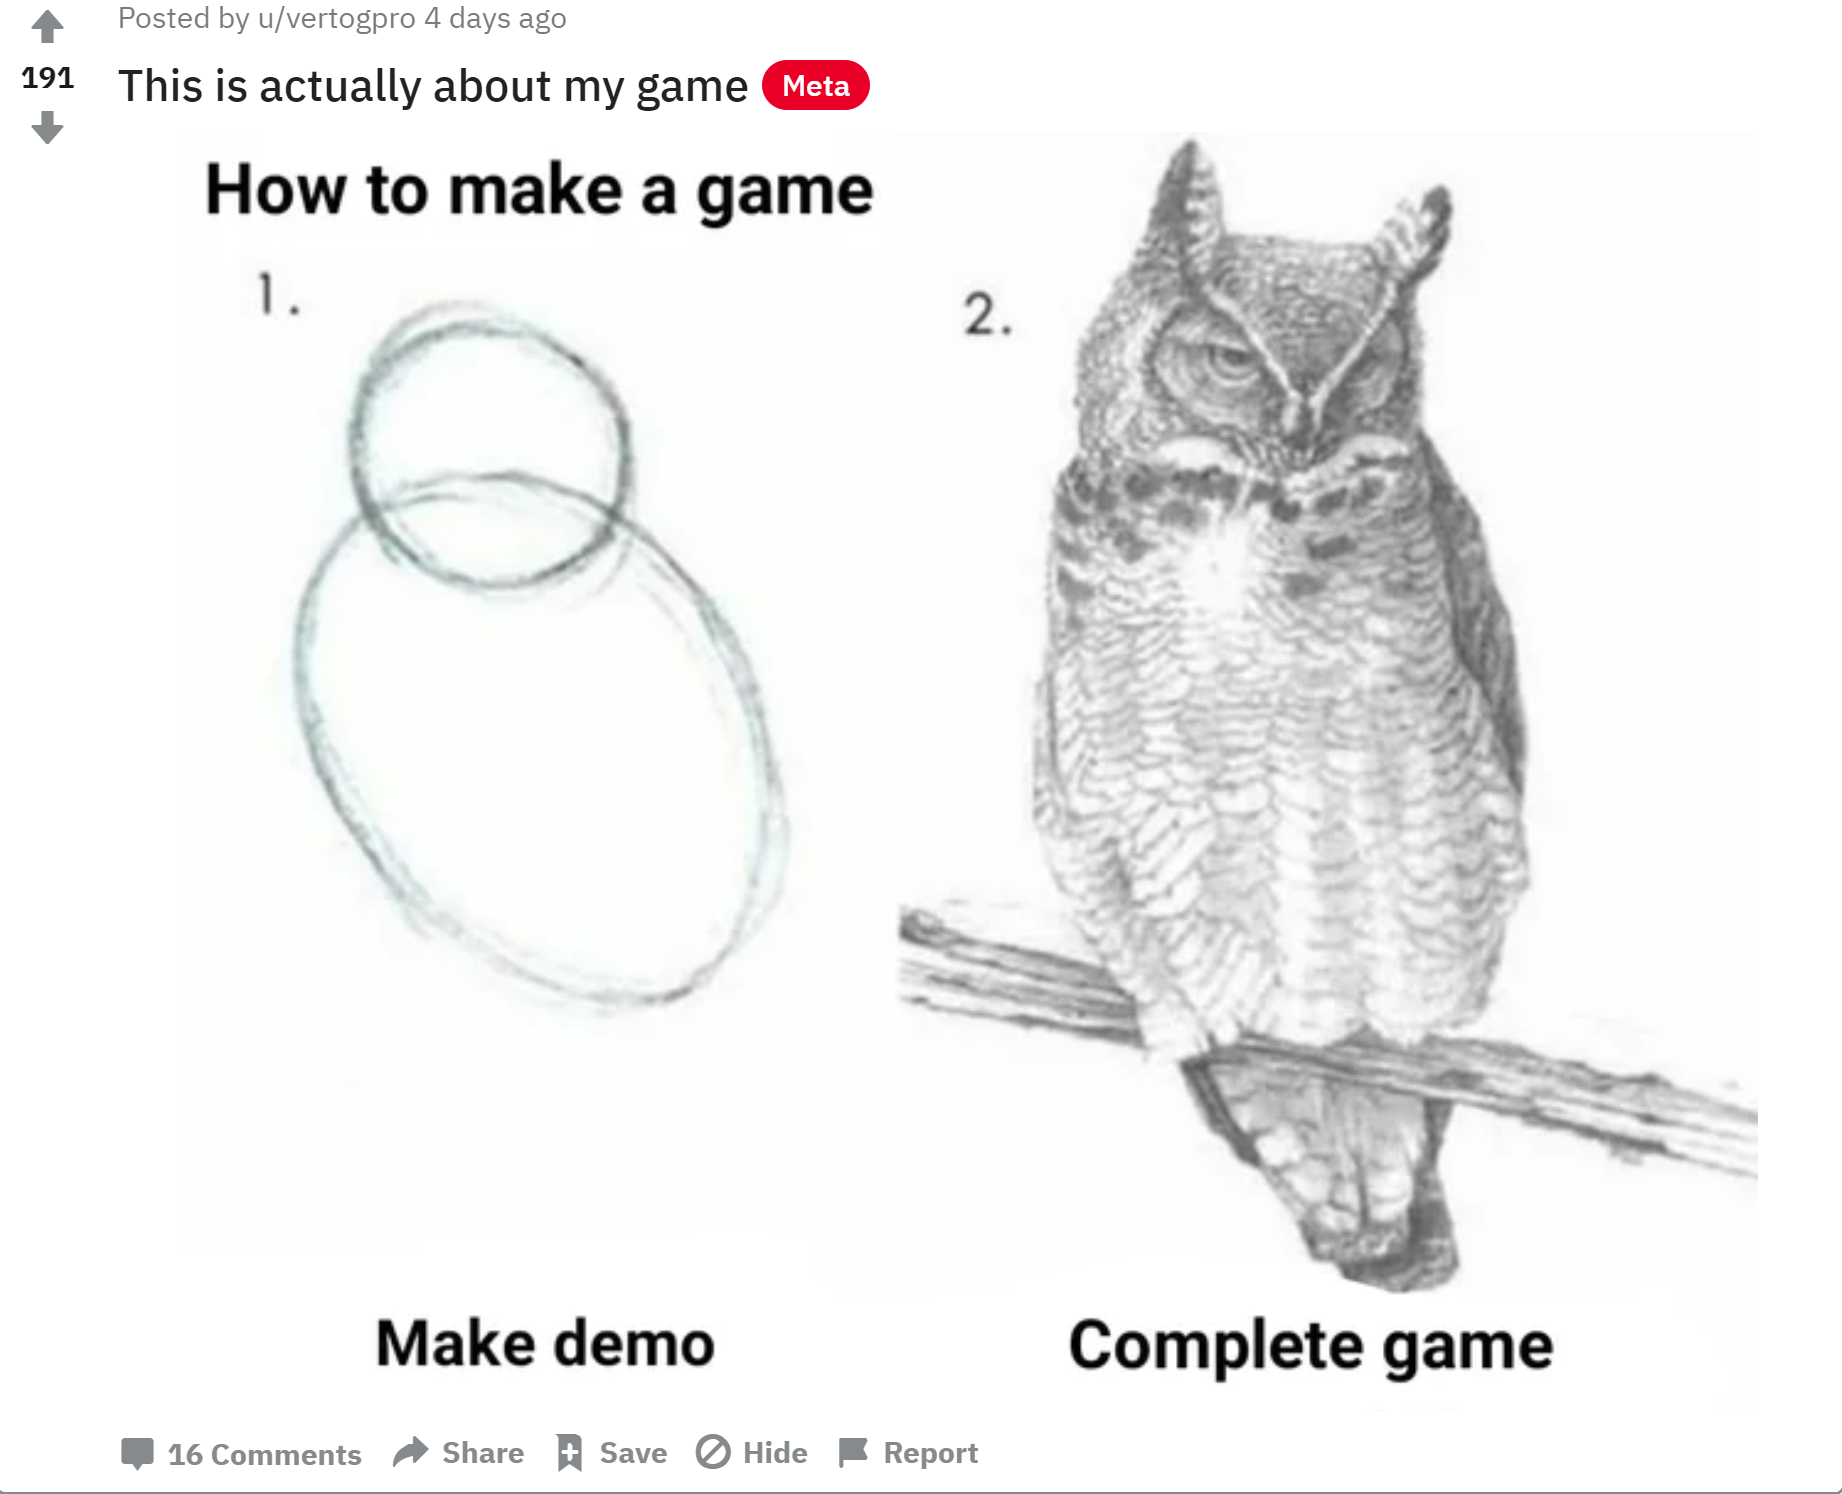 Posted by u/vertogpro 4 days ago
191
This is actually about my game Meta
How to make a game
1.
2.
Make demo
Complete game
16 Comments Share Save Hide Report